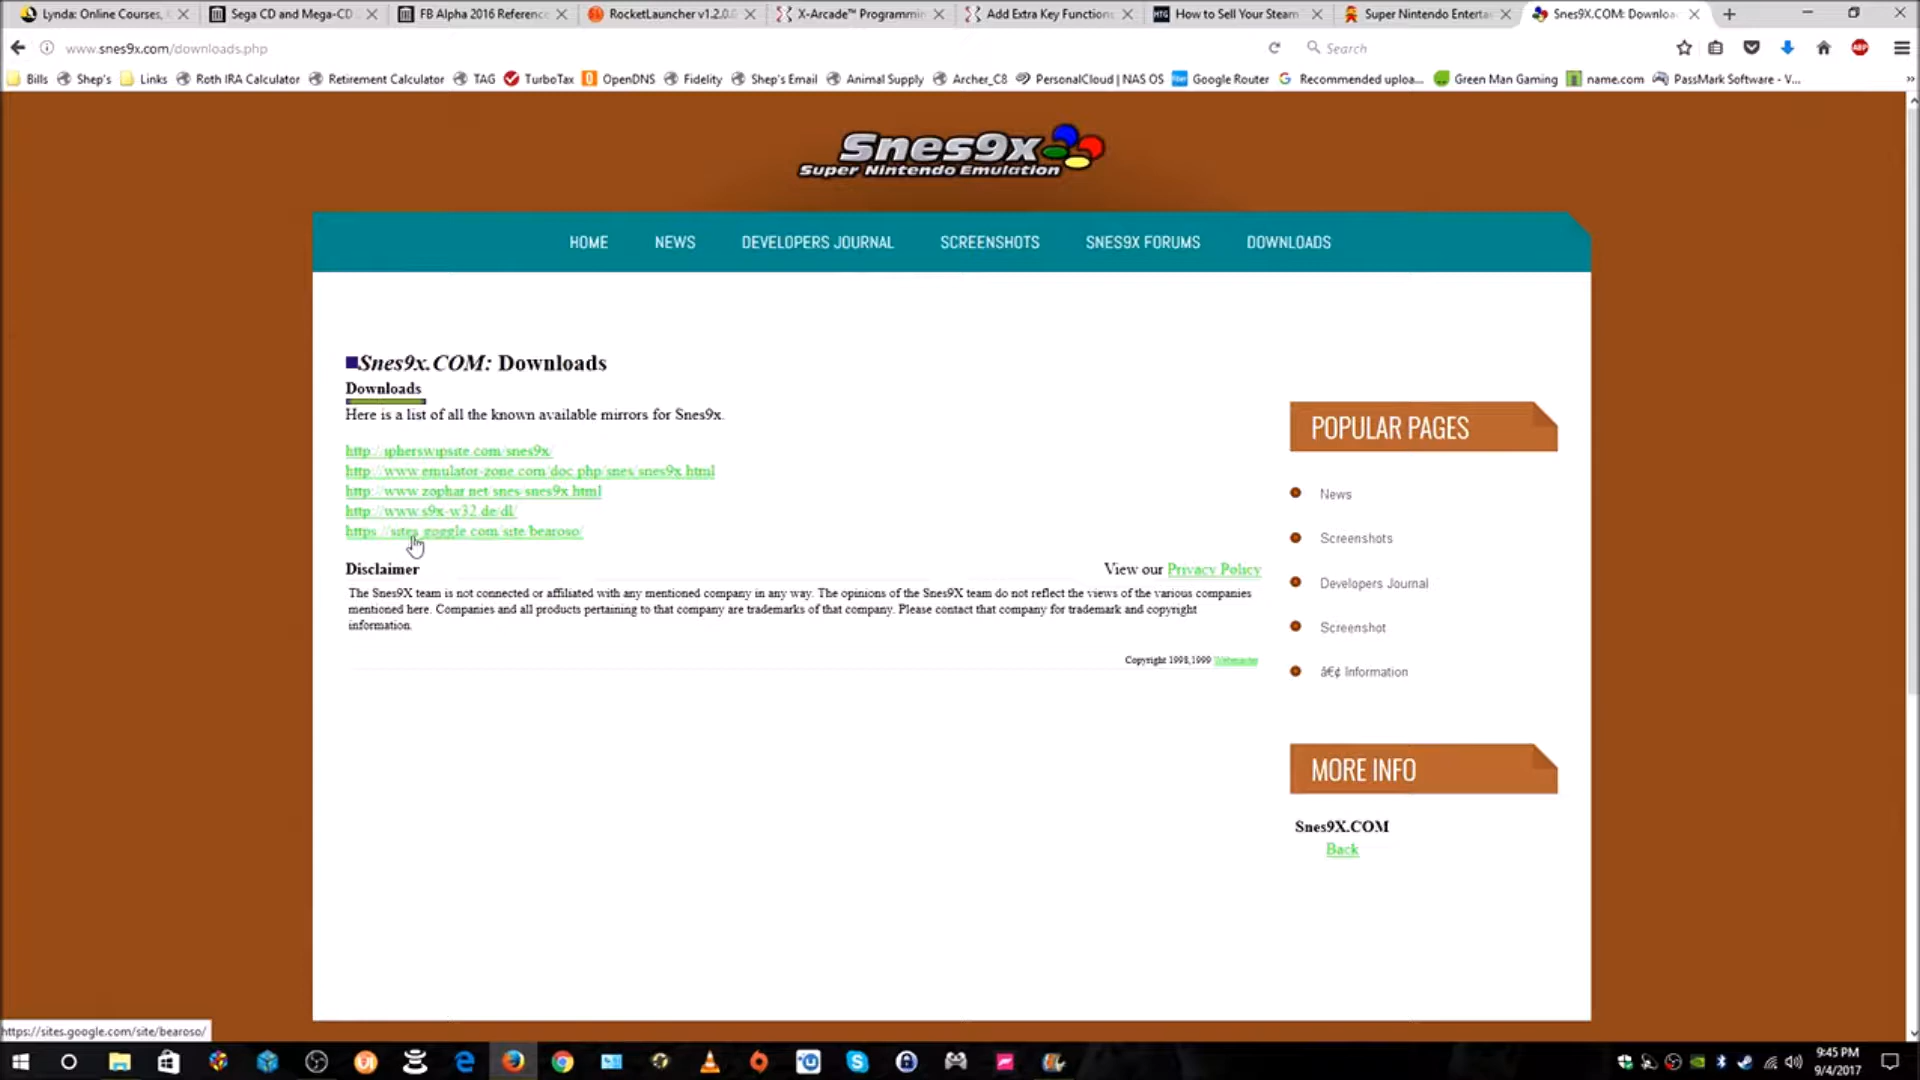 Lynda: Online Courses,
Sega CD and Mega-CD
FB Alpha 2016 Reference
RocketLauncher v1.2.0.
X-Arcade™ Programmin
Add Extra Key Functions
How to Sell Your Steam
Super Nintendo Enterta
Snes9X.COM: Downloa
www.snes9x.com/downloads.php
Search
Bills
Shep's
Links
Roth IRA Calculator
Retirement Calculator
TAG
TurboTax
OpenDNS
Fidelity
Shep's Email
Animal Supply
Archer_C8
PersonalCloud | NAS OS
Google Router
Recommended uploa...
Green Man Gaming
name.com
PassMark Software - V...
Snes9x
Super Nintendo Emulation
HOME
NEWS
DEVELOPERS JOURNAL
SCREENSHOTS
SNES9X FORUMS
DOWNLOADS
Snes9x.COM: Downloads
Downloads
Here is a list of all the known available mirrors for Snes9x.
http://ipherswipsite.com/snes9x/
http://www.emulator-zone.com/doc.php/snes/snes9x.html
http://www.zophar.net/snes/snes9x.html
http://www.s9x-w32.de/dl/
https://sites.goggle.com/site/bearoso/
Disclaimer
View our Privacy Policy
The Snes9X team is not connected or affiliated with any mentioned company in any way. The opinions of the Snes9X team do not reflect the views of the various companies
mentioned here. Companies and all products pertaining to that company are trademarks of that company. Please contact that company for trademark and copyright
information.
Copyright 1998,1999 Webmaster
POPULAR PAGES
News
Screenshots
Developers Journal
Screenshot
â€¢ Information
MORE INFO
Snes9X.COM
Back
https://sites.google.com/site/bearoso/
9:45 PM
9/4/2017